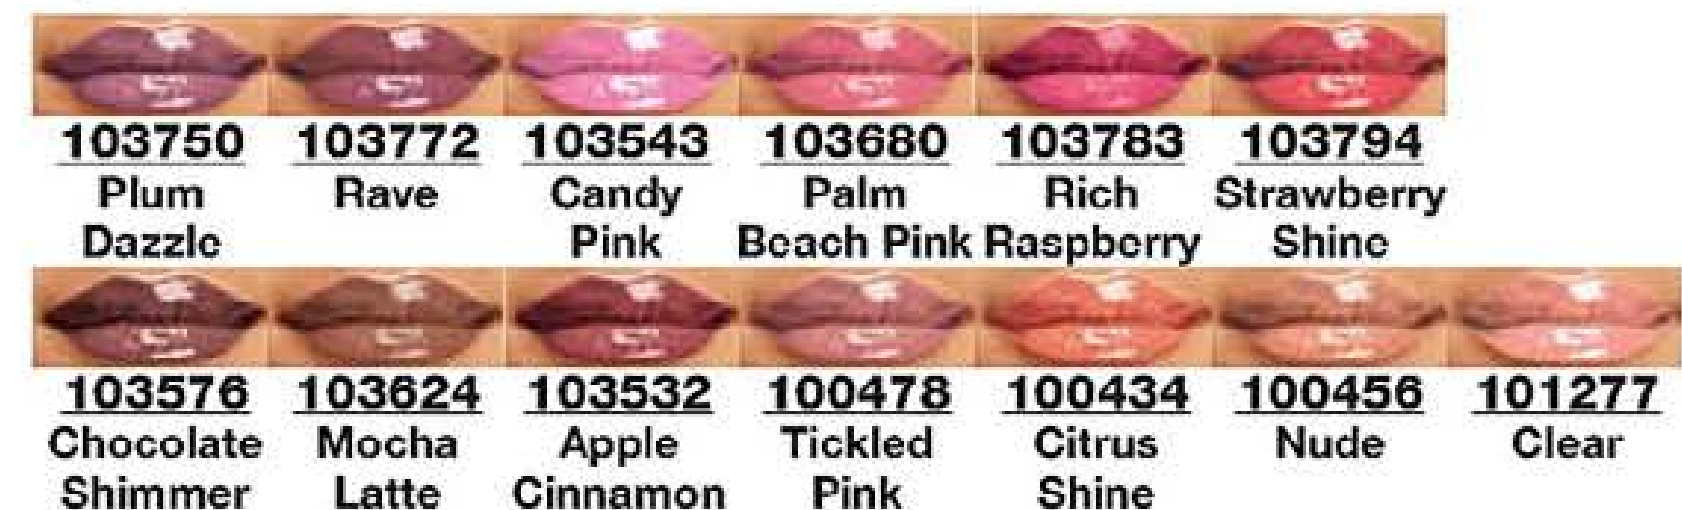 103750 103772 103543 103680 103783 103794
Plum Rave Candy Palm Rich Strawberry
Dazzle Pink Beach Pink Raspberry Shine
103576 103624 103532 100478 100434 100456 101277
Chocolate Mocha Apple Tickled Citrus Nude Clear
Shimmer Latte Cinnamon Pink Shine